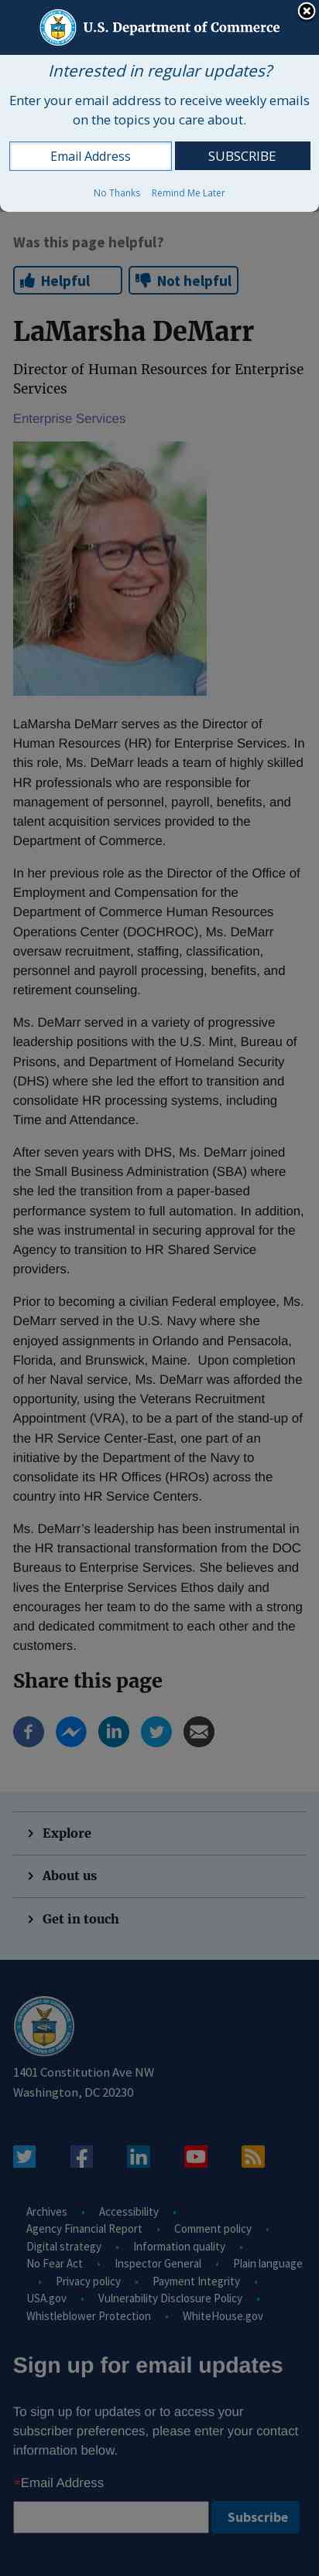 U.S. Department of Commerce
Interested in regular updates?
Enter your email address to receive weekly emails
on the topics you care about.
Email Address
SUBSCRIBE
No Thanks
Remind Me Later
Was this page helpful?
Helpful
Not helpful
LaMarsha DeMarr
Director of Human Resources for Enterprise
Services
Enterprise Services
LaMarsha DeMarr serves as the Director of
Human Resources (HR) for Enterprise Services. In
this role, Ms. DeMarr leads a team of highly skilled
HR professionals who are responsible for
management of personnel, payroll, benefits, and
talent acquisition services provided to the
Department of Commerce.
In her previous role as the Director of the Office of
Employment and Compensation for the
Department of Commerce Human Resources
Operations Center (DOCHROC), Ms. DeMarr
oversaw recruitment, staffing, classification,
personnel and payroll processing, benefits, and
retirement counseling.
Ms. DeMarr served in a variety of progressive
leadership positions with the U.S. Mint, Bureau of
Prisons, and Department of Homeland Security
(DHS) where she led the effort to transition and
consolidate HR processing systems, including
Time and Attendance.
After seven years with DHS, Ms. DeMarr joined
the Small Business Administration (SBA) where
she led the transition from a paper-based
performance system to full automation. In addition,
she was instrumental in securing approval for the
Agency to transition to HR Shared Service
providers.
Prior to becoming a civilian Federal employee, Ms.
DeMarr served in the U.S. Navy where she
enjoyed assignments in Orlando and Pensacola,
Florida, and Brunswick, Maine.  Upon completion
of her Naval service, Ms. DeMarr was afforded the
opportunity, using the Veterans Recruitment
Appointment (VRA), to be a part of the stand-up of
the HR Service Center-East, one part of an
initiative by the Department of the Navy to
consolidate its HR Offices (HROs) across the
country into HR Service Centers.
Ms. DeMarr’s leadership has been instrumental in
the HR transactional transformation from the DOC
Bureaus to Enterprise Services. She believes and
lives the Enterprise Services Ethos daily and
encourages her team to do the same with a strong
and dedicated commitment to each other and the
customers.
Share this page
Explore
About us
Get in touch
1401 Constitution Ave NW
Washington, DC 20230
Archives • Accessibility •
Agency Financial Report • Comment policy •
Digital strategy • Information quality •
No Fear Act • Inspector General • Plain language
• Privacy policy • Payment Integrity •
USA.gov • Vulnerability Disclosure Policy •
Whistleblower Protection • WhiteHouse.gov
Sign up for email updates
To sign up for updates or to access your
subscriber preferences, please enter your contact
information below.
*Email Address
Subscribe